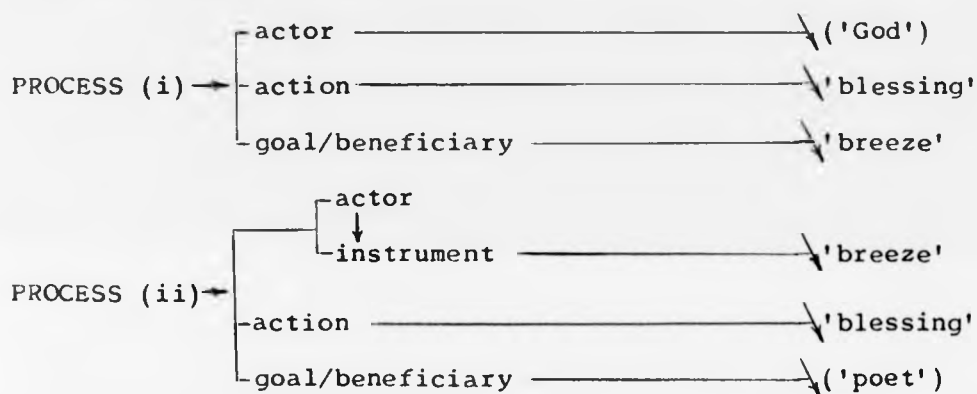 actor ('God')
PROCESS (i) action 'blessing'
goal/beneficiary 'breeze'
actor
instrument 'breeze'
PROCESS (ii)
action 'blessing'
goal/beneficiary ('poet')